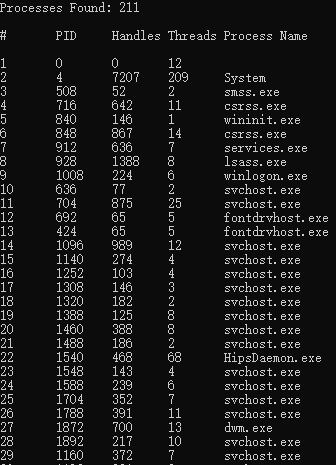 Processes Found: 211
# PID Handles Threads Process Name
1 0 0 12
2 4 7207 209 System
3 508 52 2 smss.exe
4 716 642 11 csrss.exe
5 840 146 1 wininit.exe
6 848 867 14 csrss.exe
7 912 636 7 services.exe
8 928 1388 8 lsass.exe
9 1008 224 6 winlogon.exe
10 636 77 2 svchost.exe
11 704 875 25 svchost.exe
12 692 65 5 fontdrvhost.exe
13 424 65 5 fontdrvhost.exe
14 1096 989 12 svchost.exe
15 1140 274 4 svchost.exe
16 1252 103 4 svchost.exe
17 1308 146 3 svchost.exe
18 1320 182 2 svchost.exe
19 1388 125 8 svchost.exe
20 1460 388 8 svchost.exe
21 1488 186 2 svchost.exe
22 1540 468 68 HipsDaemon.exe
23 1548 143 4 svchost.exe
24 1588 239 6 svchost.exe
25 1704 352 7 svchost.exe
26 1788 391 11 svchost.exe
27 1872 700 13 dwm.exe
28 1892 217 10 svchost.exe
29 1160 372 7 svchost.exe